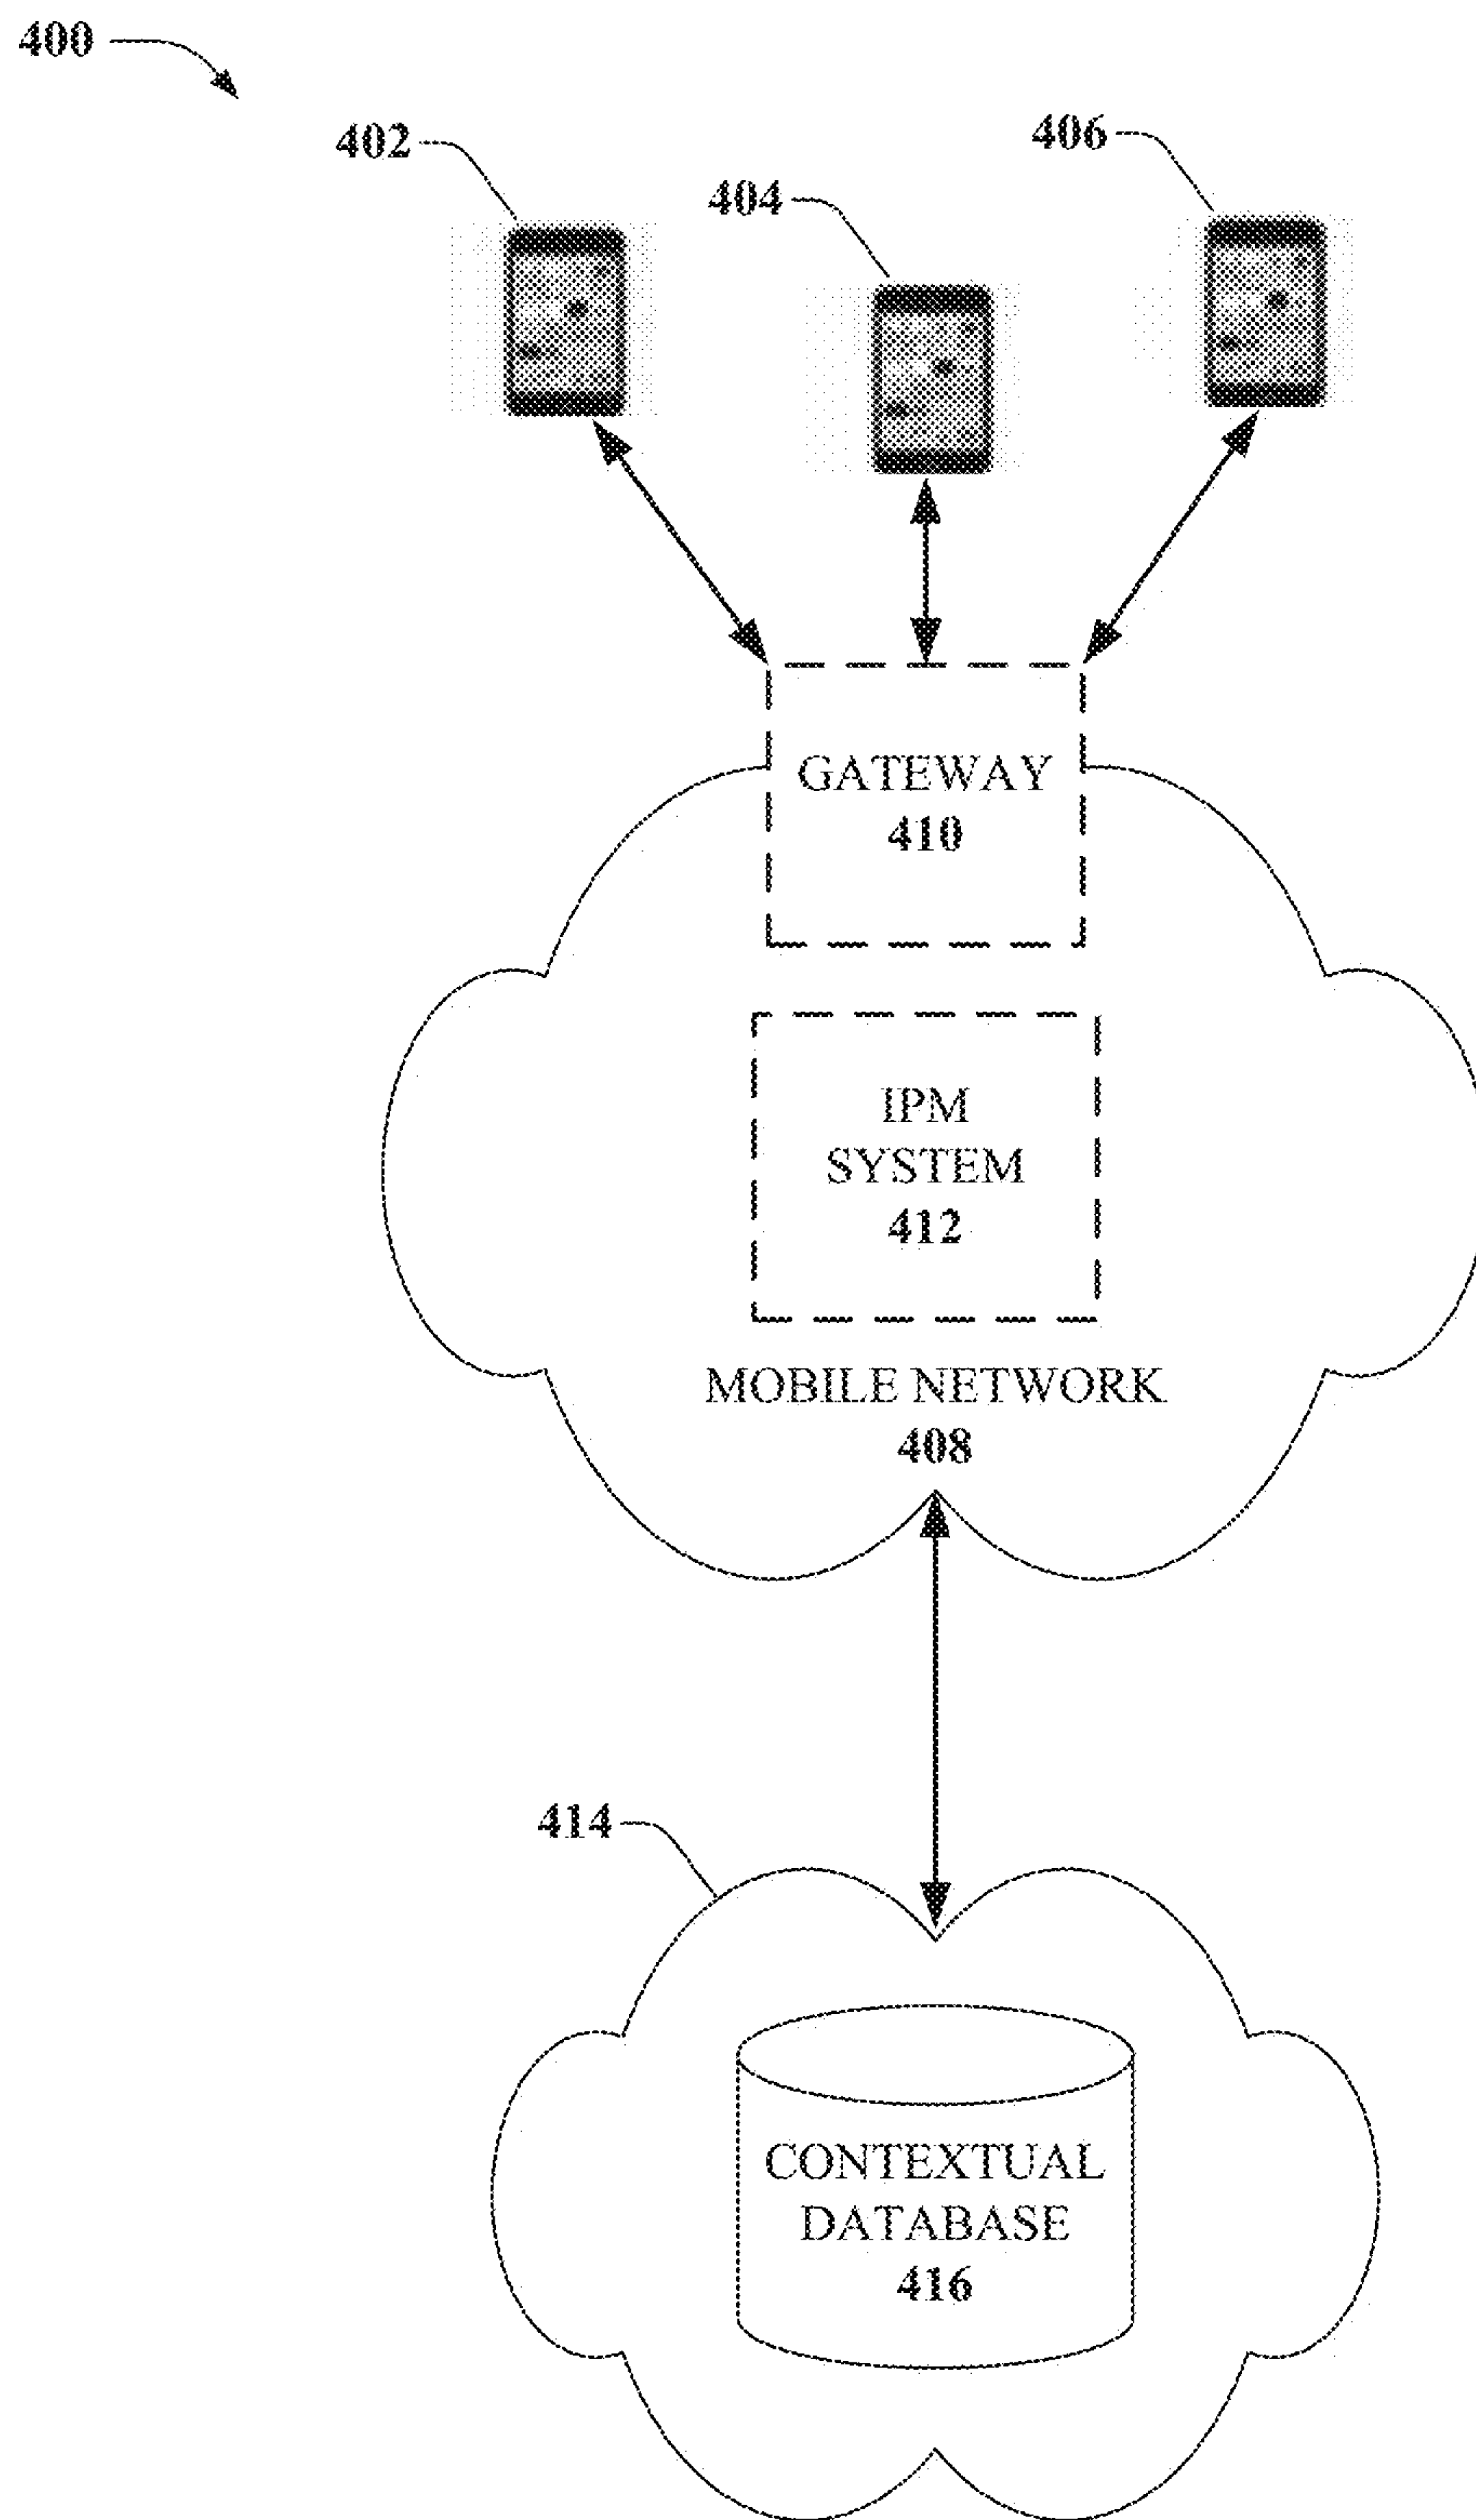 400
402
406
404
GATEWAY
410
IPM
SYSTEM
412
MOBILE NETWORK
408
414
CONTEXTUAL
DATABASE
416